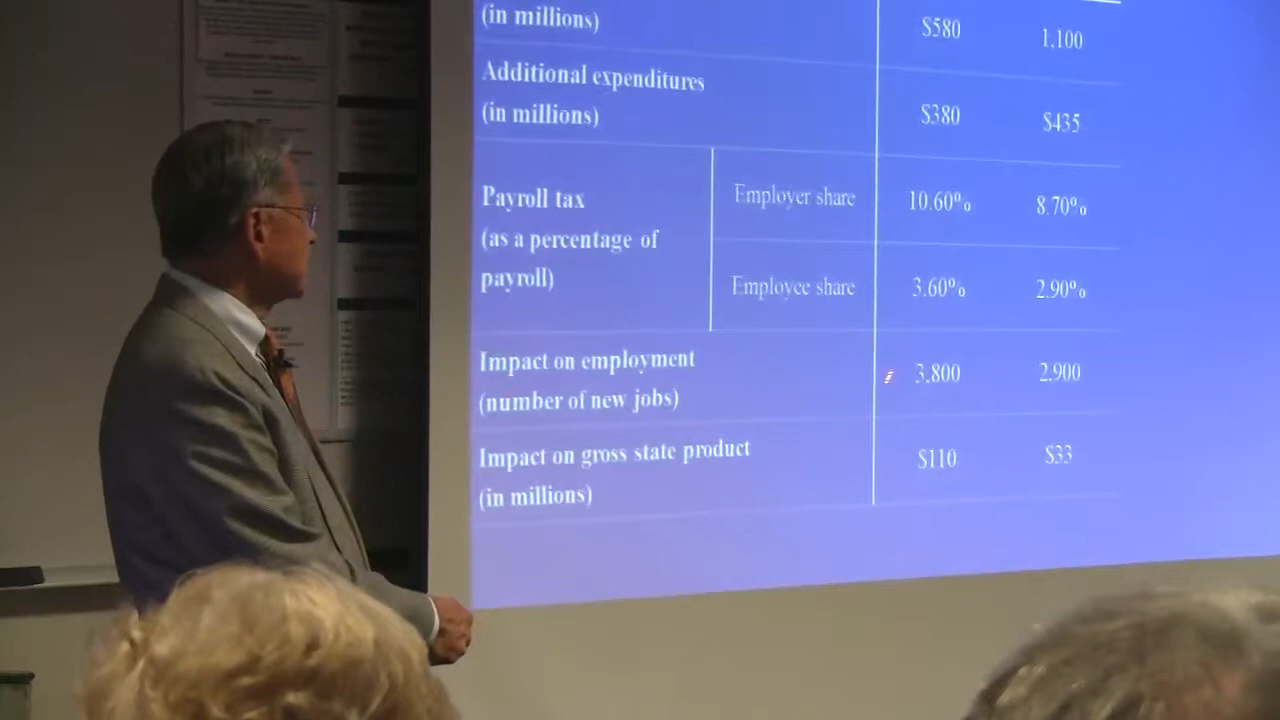 (in millions) $580 1,100
Additional expenditures
(in millions) $380 $435
Payroll tax
(as a percentage of
payroll)
Employer share 10.60% 8.70%
Employee share 3.60% 2.90%
Impact on employment
(number of new jobs) 3,800 2,900
Impact on gross state product
(in millions) $110 $33